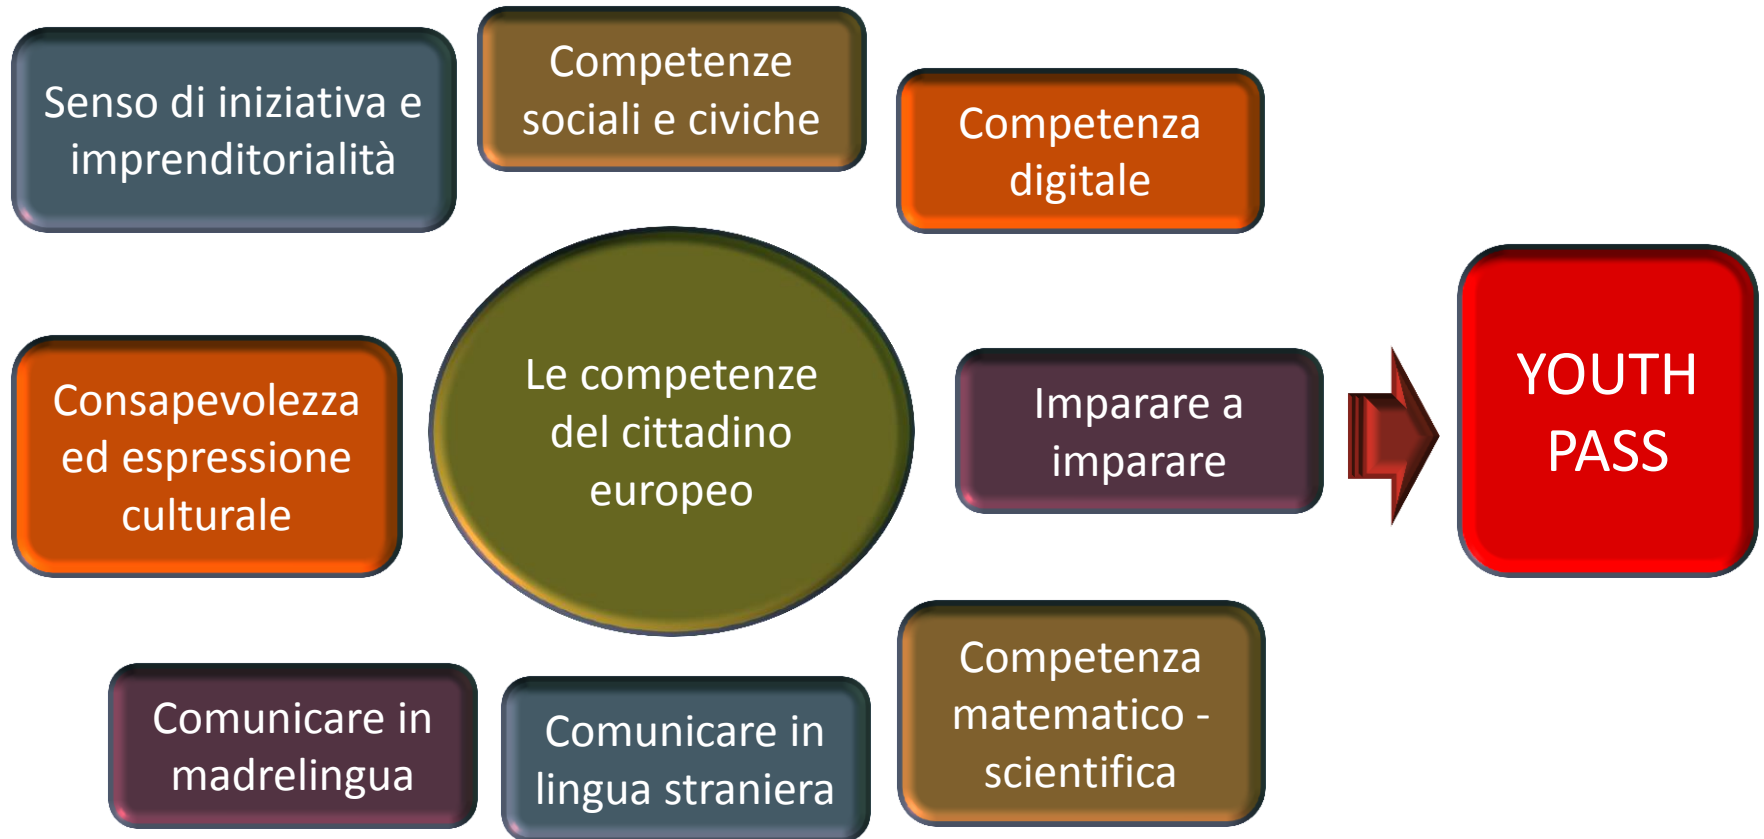 Senso di iniziativa e
imprenditorialità
Competenze
sociali e civiche
Competenza
digitale
Consapevolezza
ed espressione
culturale
Le competenze
del cittadino
europeo
Imparare a
imparare
YOUTH
PASS
Comunicare in
madrelingua
Comunicare in
lingua straniera
Competenza
matematico -
scientifica